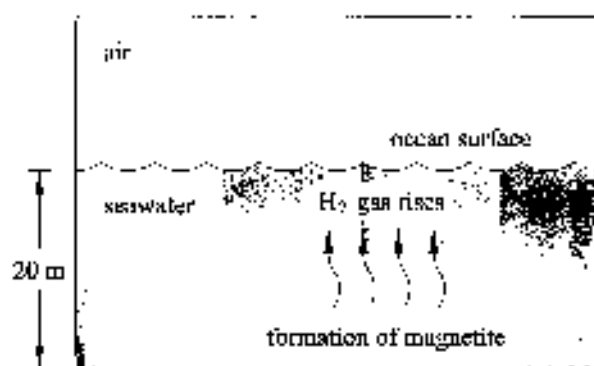 air
ocean surface
seawater
H₂ gas rises
20 m
formation of magnetite